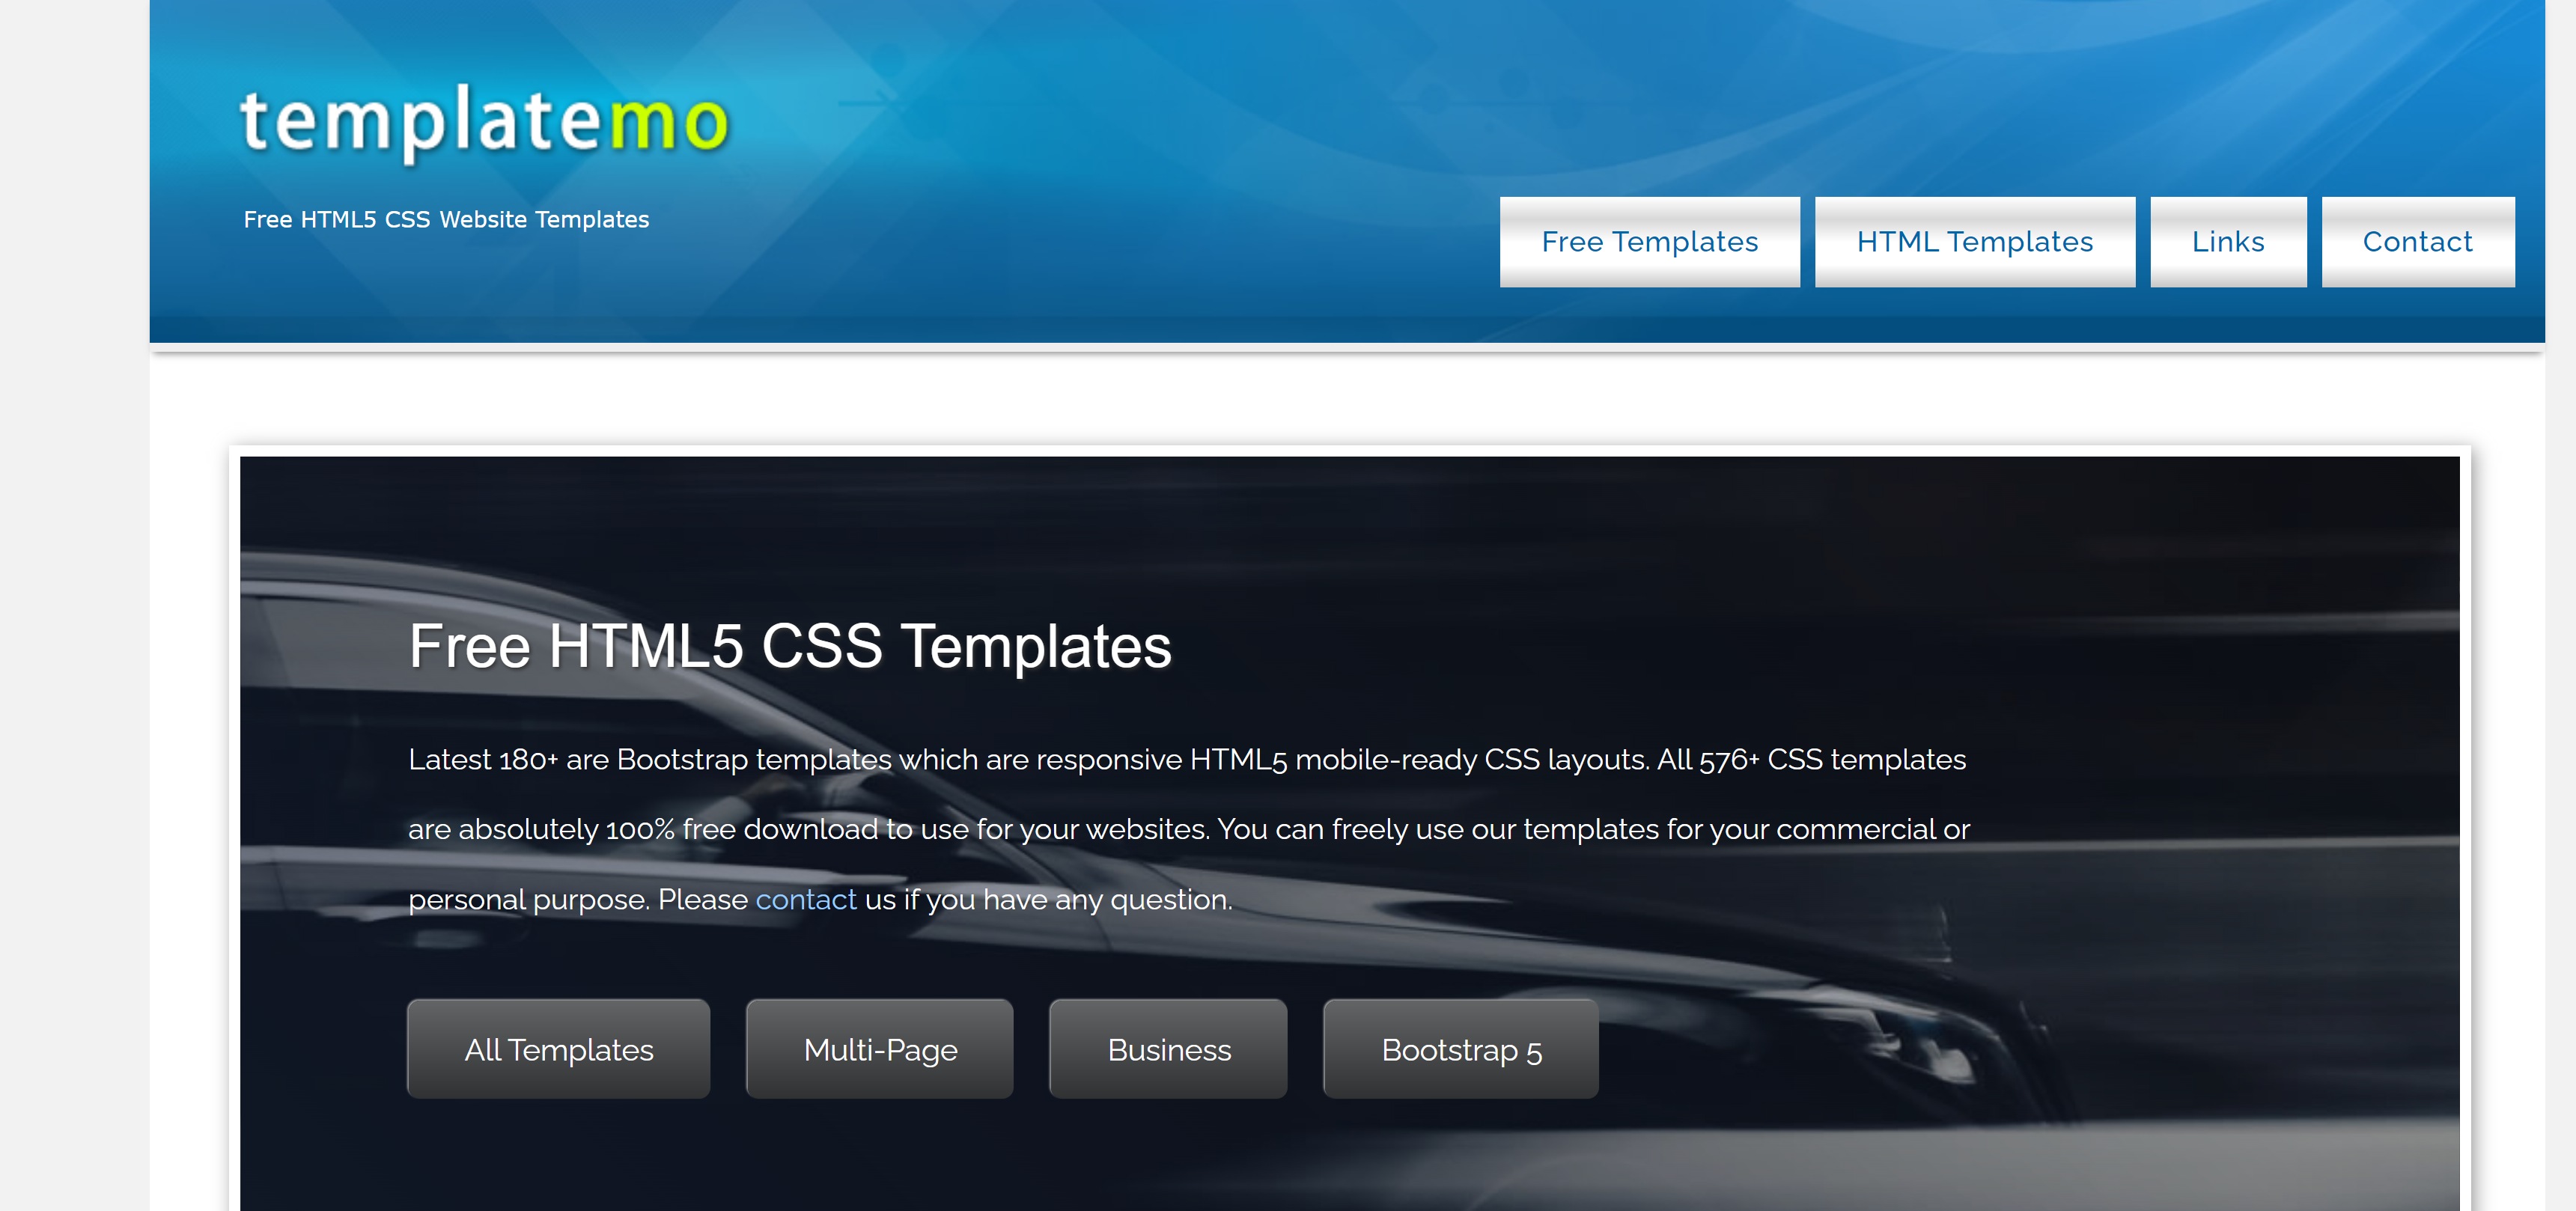 templatemo
Free HTML5 CSS Website Templates
Free Templates
HTML Templates
Links
Contact
Free HTML5 CSS Templates
Latest 180+ are Bootstrap templates which are responsive HTML5 mobile-ready CSS layouts. All 576+ CSS templates
are absolutely 100% free download to use for your websites. You can freely use our templates for your commercial or
personal purpose. Please contact us if you have any question.
All Templates
Multi-Page
Business
Bootstrap 5